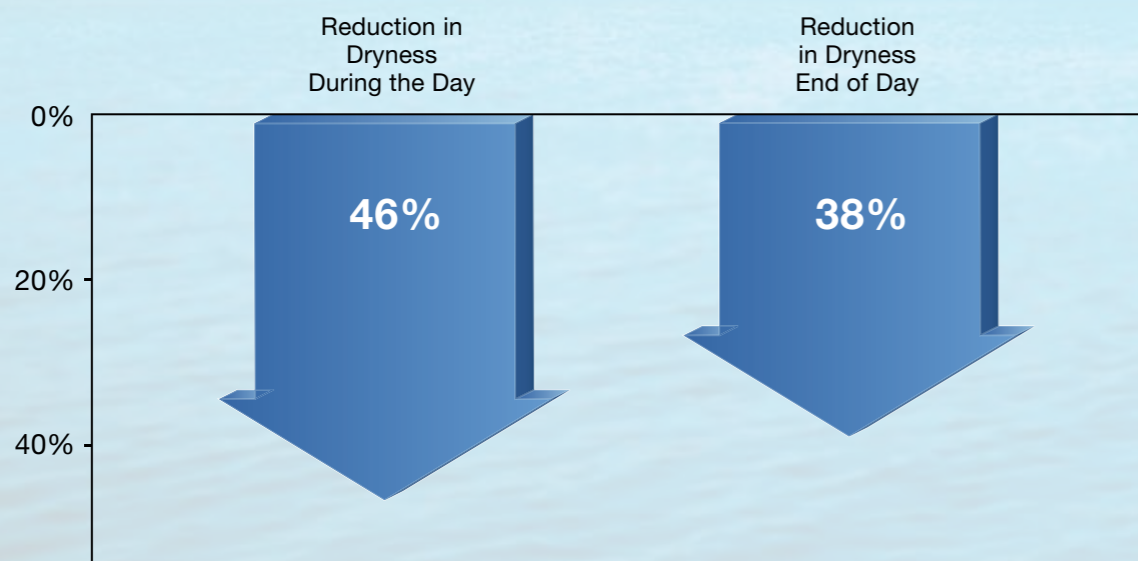 Reduction in
Dryness
During the Day
Reduction
in Dryness
End of Day
0%
46%
38%
20%
40%